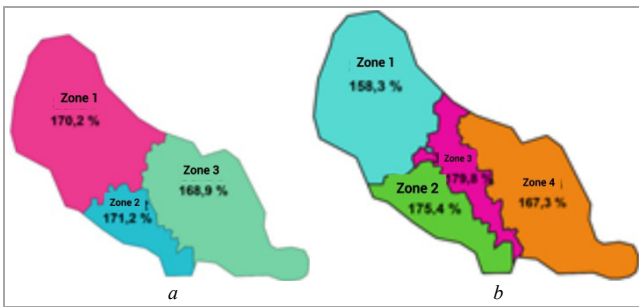 Zone 1
170,2 %
Zone 2
171,2 %
Zone 3
168,9 %
a
Zone 1
158,3 %
Zone 2
175,4 %
Zone 3
179,8 %
Zone 4
167,3 %
b